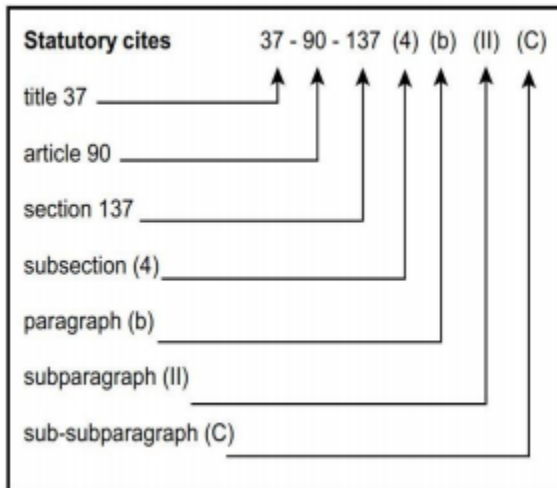 Statutory cites 37 - 90 - 137 (4) (b) (II) (C)
title 37
article 90
section 137
subsection (4)
paragraph (b)
subparagraph (II)
sub-subparagraph (C)